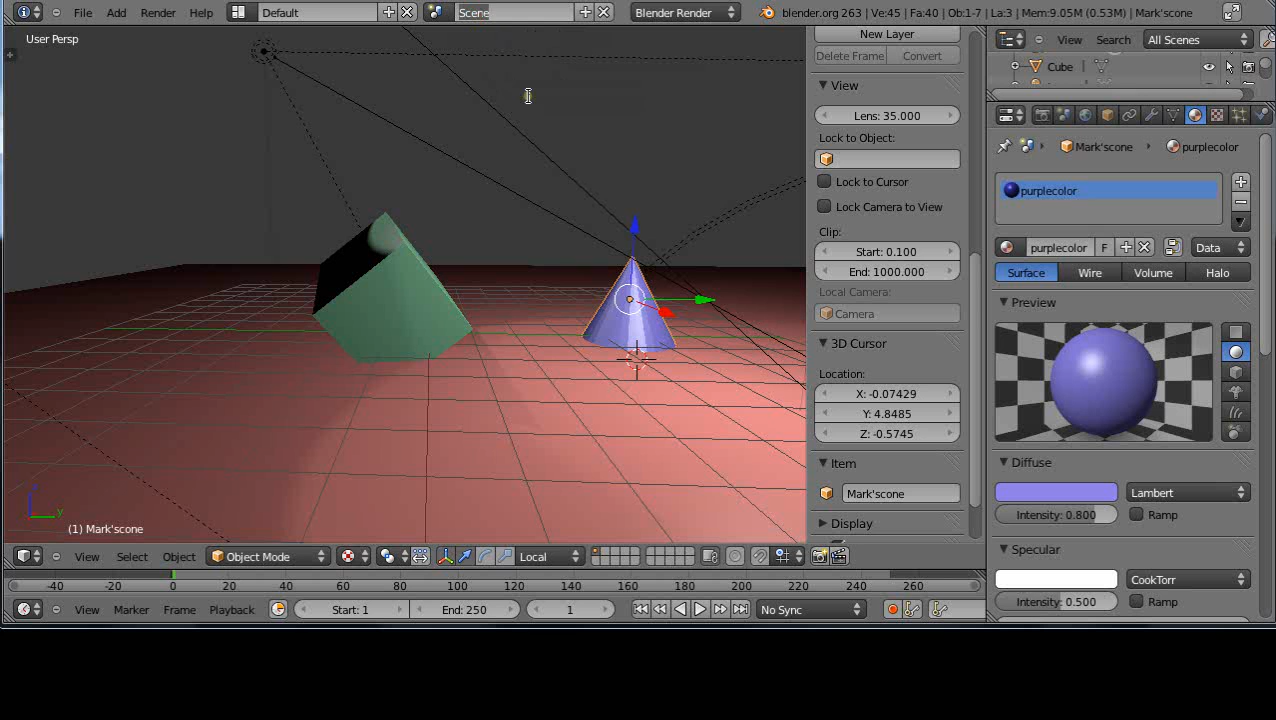 File Add Render Help Default Scene Blender Render blender.org 263 | Ve:45 | Fa:40 | Ob:1-7 | La:3 | Mem:9.05M (0.53M) | Mark'scone
User Persp
(1) Mark'scone
z
y
New Layer
Delete Frame Convert
View
Lens: 35.000
Lock to Object:
Lock to Cursor
Lock Camera to View
Clip:
Start: 0.100
End: 1000.000
Local Camera:
Camera
3D Cursor
Location:
X: -0.07429
Y: 4.8485
Z: -0.5745
Item
Mark'scone
Display
View Search All Scenes
Cube
Mark'scone purplecolor
purplecolor
purplecolor F Data
Surface Wire Volume Halo
Preview
Diffuse
Lambert
Intensity: 0.800 Ramp
Specular
CookTorr
Intensity: 0.500 Ramp
View Select Object Object Mode Local
-40 -20 0 20 40 60 80 100 120 140 160 180 200 220 240 260
View Marker Frame Playback Start: 1 End: 250 1 No Sync